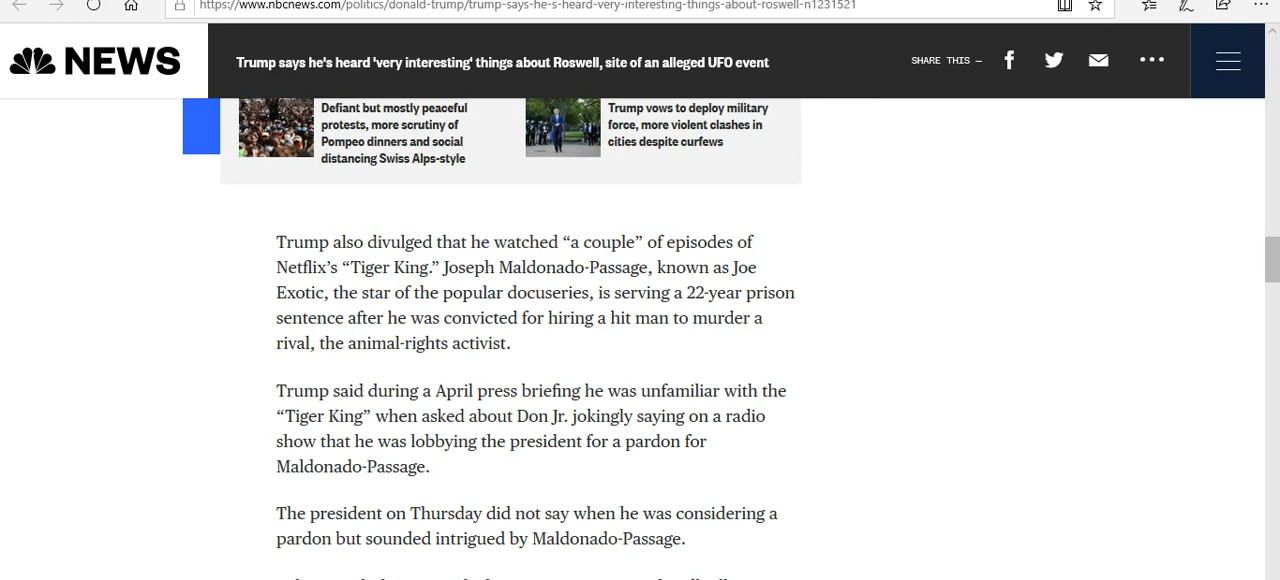 https://www.nbcnews.com/politics/donald-trump/trump-says-he-s-heard-very-interesting-things-about-roswell-n1231521
NEWS
Trump says he's heard 'very interesting' things about Roswell, site of an alleged UFO event
SHARE THIS —
Defiant but mostly peaceful
protests, more scrutiny of
Pompeo dinners and social
distancing Swiss Alps-style
Trump vows to deploy military
force, more violent clashes in
cities despite curfews
Trump also divulged that he watched “a couple” of episodes of
Netflix’s “Tiger King.” Joseph Maldonado-Passage, known as Joe
Exotic, the star of the popular docuseries, is serving a 22-year prison
sentence after he was convicted for hiring a hit man to murder a
rival, the animal-rights activist.
Trump said during a April press briefing he was unfamiliar with the
“Tiger King” when asked about Don Jr. jokingly saying on a radio
show that he was lobbying the president for a pardon for
Maldonado-Passage.
The president on Thursday did not say when he was considering a
pardon but sounded intrigued by Maldonado-Passage.